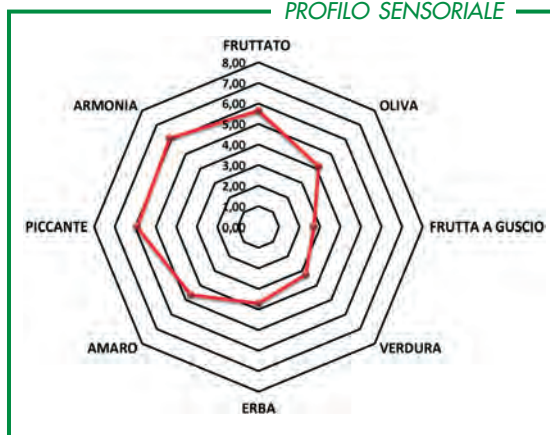 PROFILO SENSORIALE
FRUTTATO
8,00
7,00
6,00
5,00
4,00
3,00
2,00
1,00
0,00
OLIVA
FRUTTA A GUSCIO
VERDURA
ERBA
AMARO
PICCANTE
ARMONIA